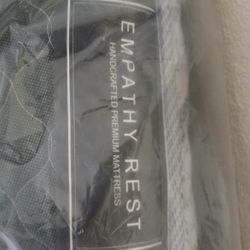 EMPATHY REST
HANDCRAFTED PREMIUM MATTRESS